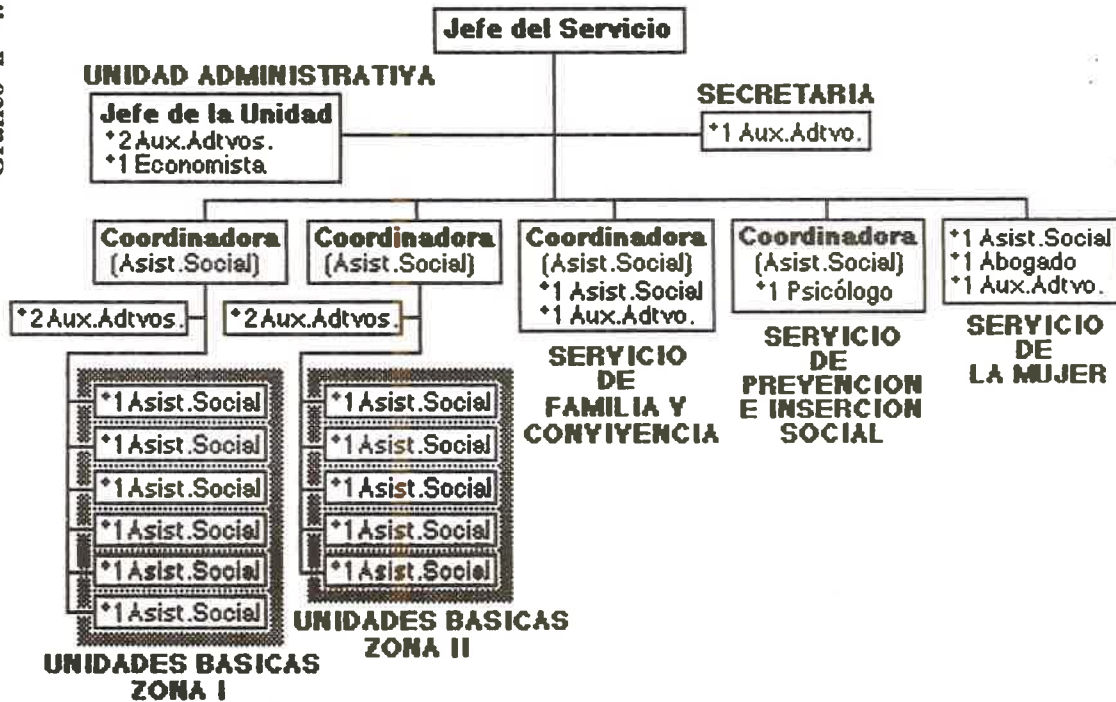 Jefe del Servicio
UNIDAD ADMINISTRATIVA
Jefe de la Unidad
*2 Aux.Adtvos.
*1 Economista
SECRETARIA
*1 Aux.Adtvo.
Coordinadora
(Asist.Social)
*2 Aux.Adtvos.
*1 Asist.Social
*1 Asist.Social
*1 Asist.Social
*1 Asist.Social
*1 Asist.Social
*1 Asist.Social
UNIDADES BASICAS
ZONA I
Coordinadora
(Asist.Social)
*2 Aux.Adtvos.
*1 Asist.Social
*1 Asist.Social
*1 Asist.Social
*1 Asist.Social
*1 Asist.Social
UNIDADES BASICAS
ZONA II
Coordinadora
(Asist.Social)
*1 Asist.Social
*1 Aux.Adtvo.
SERVICIO
DE
FAMILIA Y
CONVIVENCIA
Coordinadora
(Asist.Social)
*1 Psicólogo
SERVICIO
DE
PREVENCION
E INSERCION
SOCIAL
*1 Asist.Social
*1 Abogado
*1 Aux.Adtvo.
SERVICIO
DE
LA MUJER